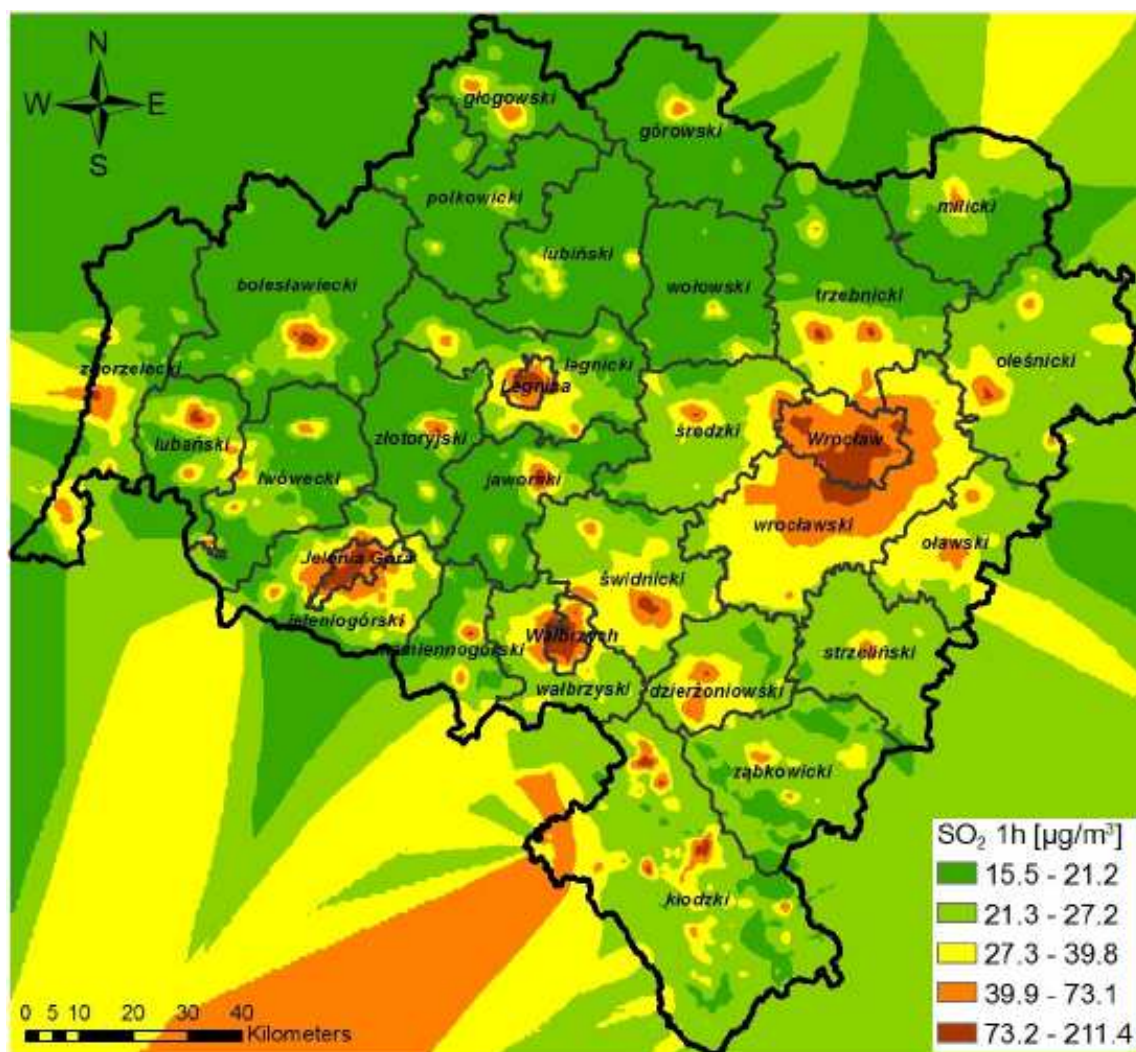 N
W E
S
głogowski
górowski
polkowicki
milicki
lubiński
bolesławiecki
wołowski
trzebnicki
zgorzelecki
legnicki
oleśnicki
Legnica
lubański
złotoryjski
średzki
Wrocław
lwówecki
jaworski
wrocławski
oławski
Jelenia Góra
świdnicki
jeleniogórski
kamiennogórski
Wałbrzych
strzeliński
wałbrzyski
dzierżoniowski
ząbkowicki
kłodzki
SO₂ 1h [µg/m³]
15.5 - 21.2
21.3 - 27.2
27.3 - 39.8
39.9 - 73.1
73.2 - 211.4
0 5 10 20 30 40
Kilometers